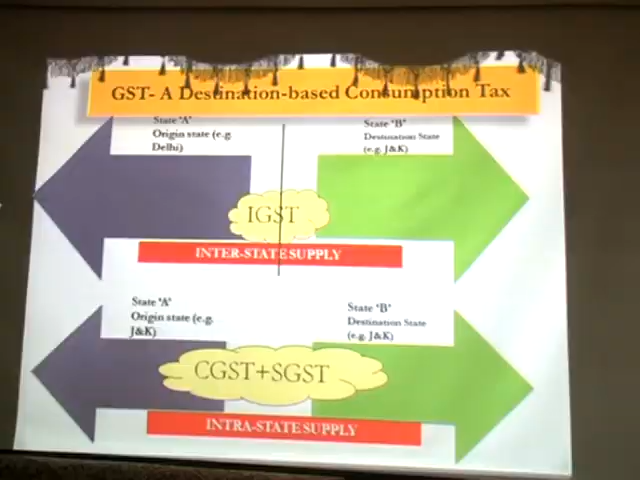 GST- A Destination-based Consumption Tax
State 'A'
Origin state (e.g.
Delhi)
State 'B'
Destination State
(e.g. J&K)
IGST
INTER-STATE SUPPLY
State 'A'
Origin state (e.g.
J&K)
State 'B'
Destination State
(e.g. J&K)
CGST+SGST
INTRA-STATE SUPPLY